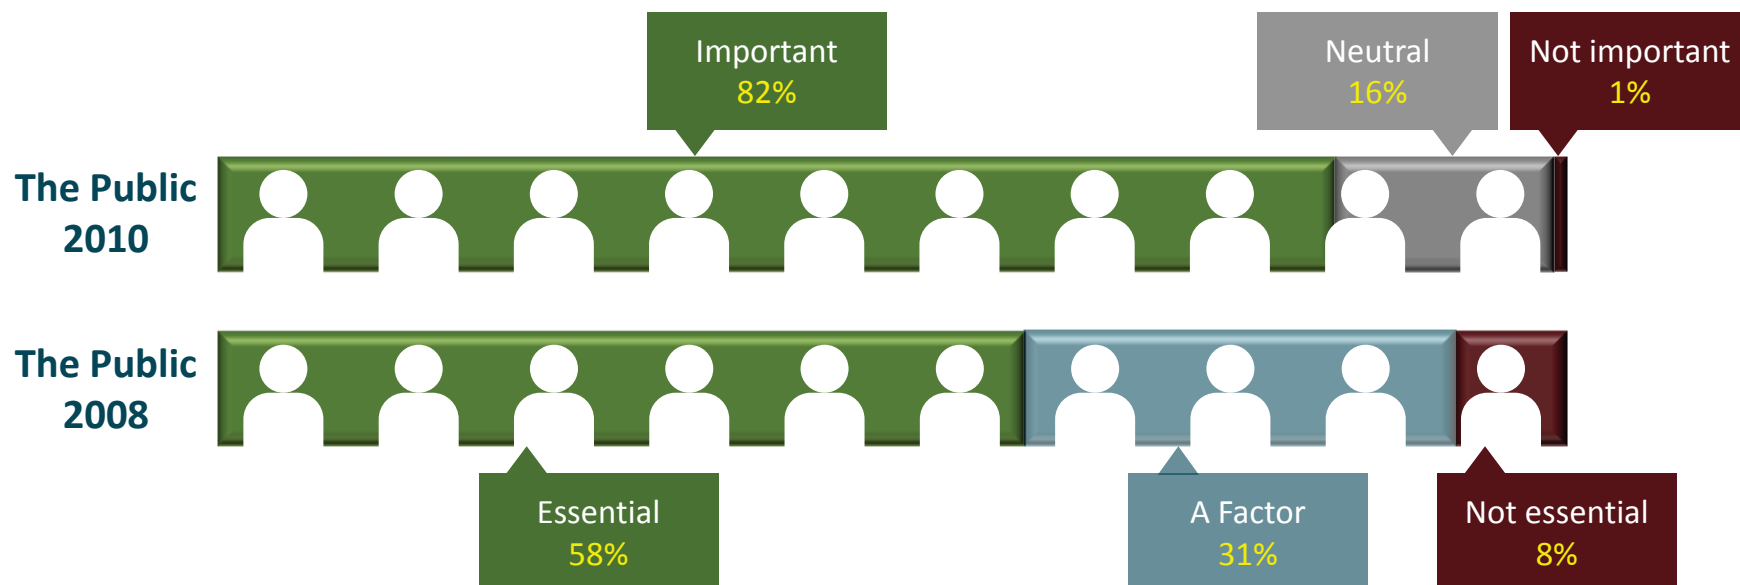 Important
82%
Neutral
16%
Not important
1%
The Public
2010
The Public
2008
Essential
58%
A Factor
31%
Not essential
8%